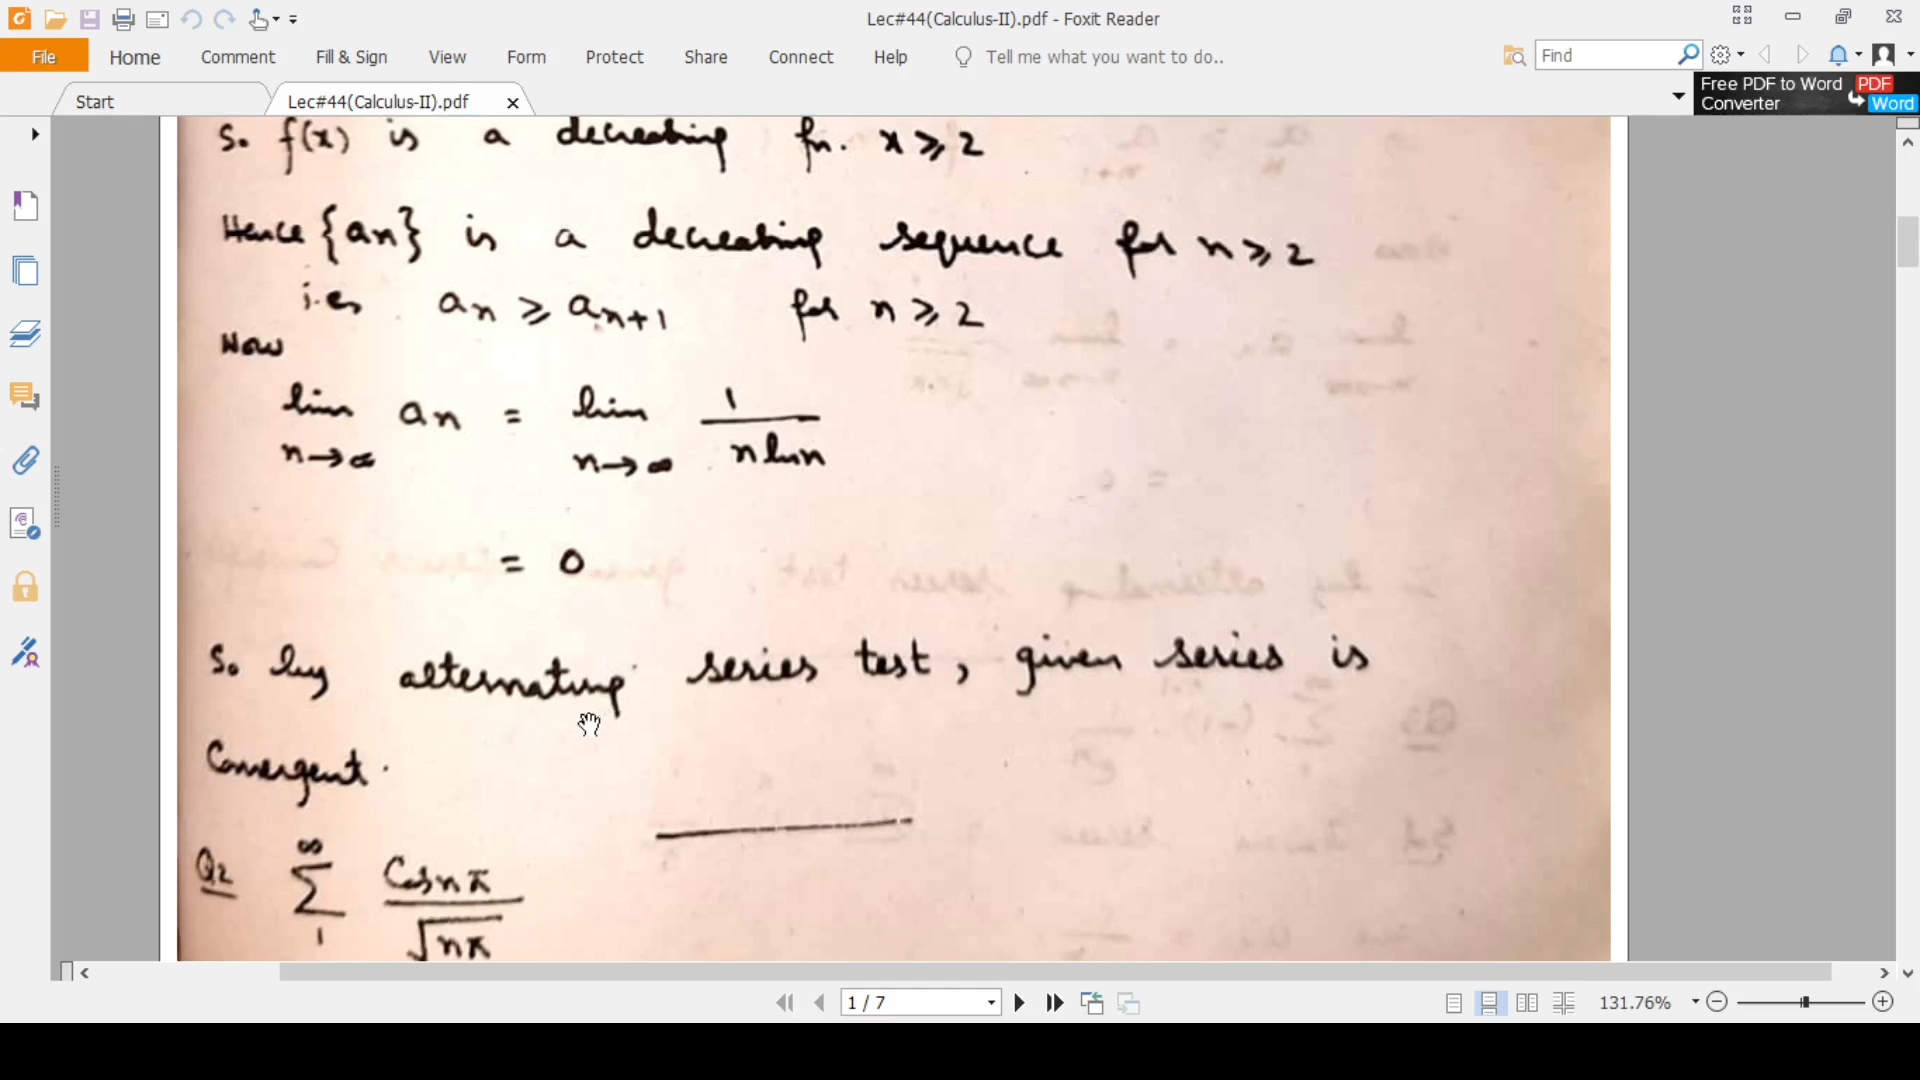 Lec#44(Calculus-II).pdf - Foxit Reader
File Home Comment Fill & Sign View Form Protect Share Connect Help Tell me what you want to do.. Find
Start Lec#44(Calculus-II).pdf
Free PDF to Word Converter PDF Word
So f(x) is a decreasing fn. x ≥ 2
Hence {an} is a decreasing sequence for n ≥ 2
i.e, an ≥ an+1 for n ≥ 2
Now
lim n→∞ an = lim n→∞ 1/(n ln n)
= 0
So by alternating series test, given series is
Convergent.
Q2 ∞ Σ 1 Cosnπ/√nπ
1 / 7 131.76%